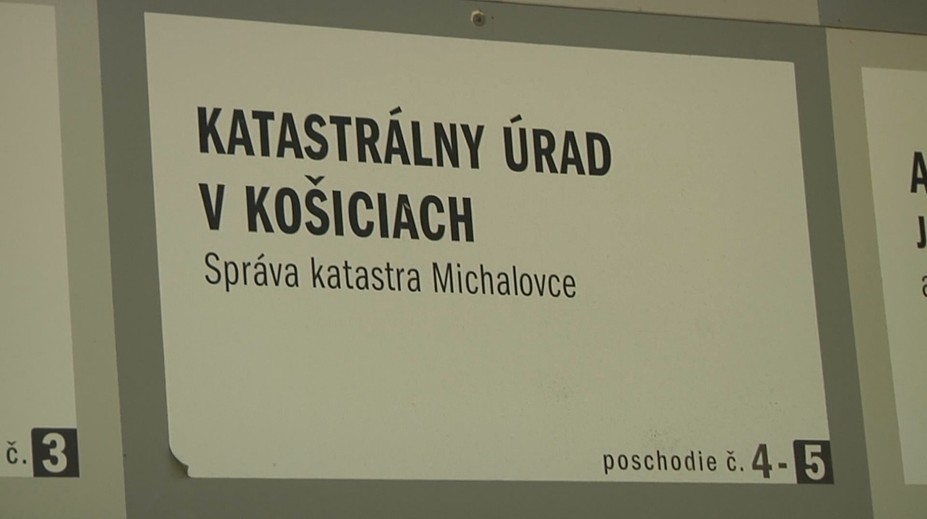 KATASTRÁLNY ÚRAD
V KOŠICIACH
Správa katastra Michalovce
poschodie č. 4-5
č. 3
A
J
a